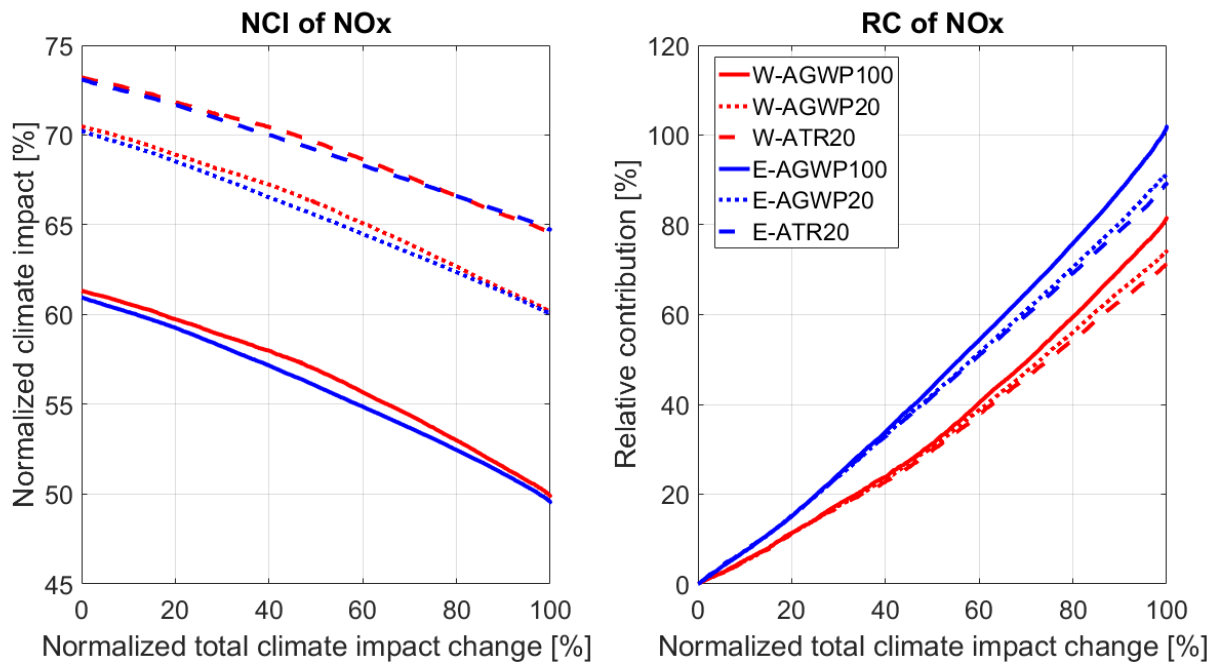 NCI of NOx
75
70
65
60
55
50
45
0 20 40 60 80 100
Normalized climate impact [%]
Normalized total climate impact change [%]
RC of NOx
120
100
80
60
40
20
0
0 20 40 60 80 100
Relative contribution [%]
Normalized total climate impact change [%]
W-AGWP100
W-AGWP20
W-ATR20
E-AGWP100
E-AGWP20
E-ATR20